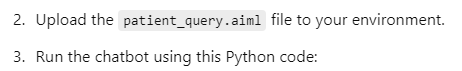 2. Upload the patient_query.aiml file to your environment.
3. Run the chatbot using this Python code: